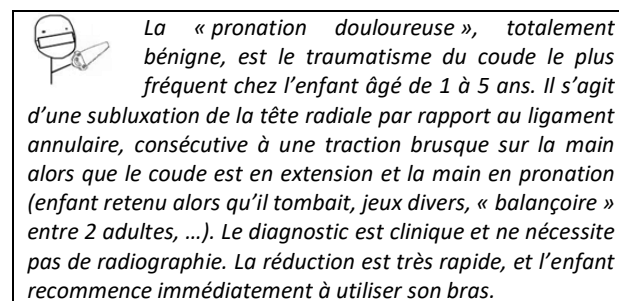 La « pronation douloureuse », totalement
bénigne, est le traumatisme du coude le plus
fréquent chez l’enfant âgé de 1 à 5 ans. Il s’agit
d’une subluxation de la tête radiale par rapport au ligament
annulaire, consécutive à une traction brusque sur la main
alors que le coude est en extension et la main en pronation
(enfant retenu alors qu’il tombait, jeux divers, « balançoire »
entre 2 adultes, …). Le diagnostic est clinique et ne nécessite
pas de radiographie. La réduction est très rapide, et l’enfant
recommence immédiatement à utiliser son bras.